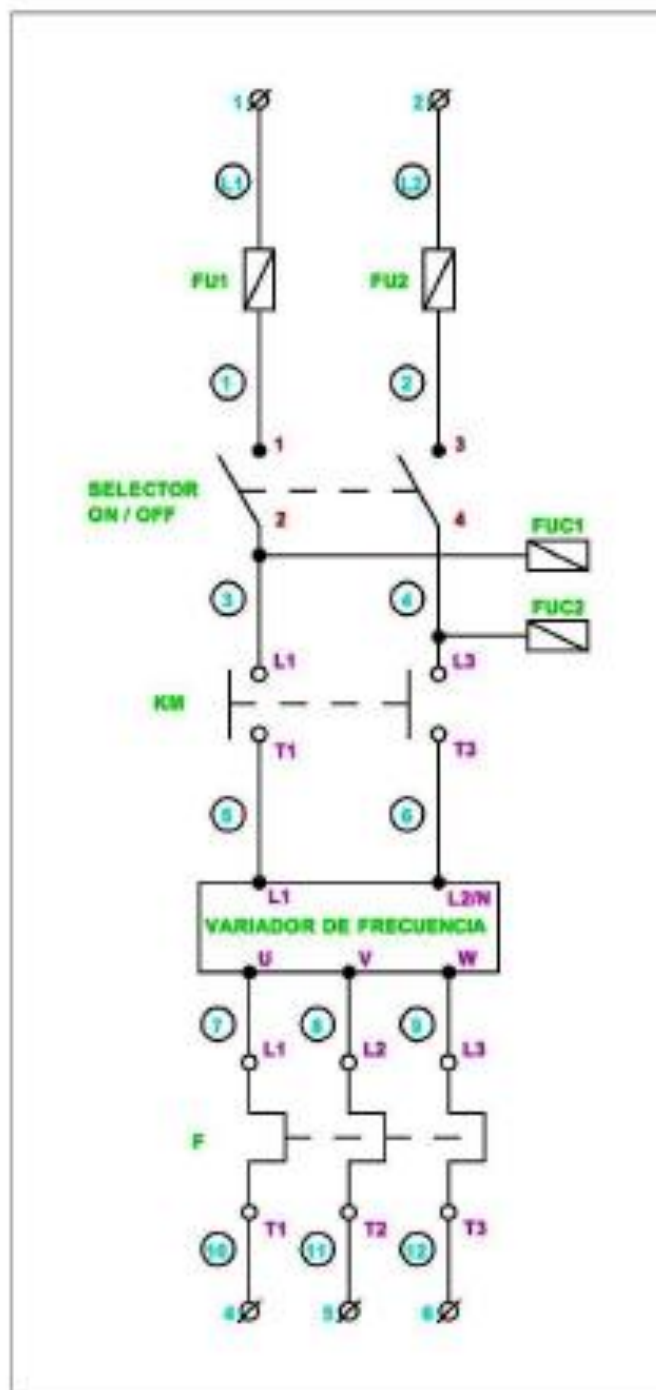 1 2
L1 L2
FU1 FU2
1 2
1 3
SELECTOR
ON / OFF
2 4
FUC1
3 4
FUC2
L1 L3
KM
T1 T3
5 6
L1 L2/N
VARIADOR DE FRECUENCIA
U V W
7 8 9
L1 L2 L3
F
T1 T2 T3
10 11 12
4 5 6